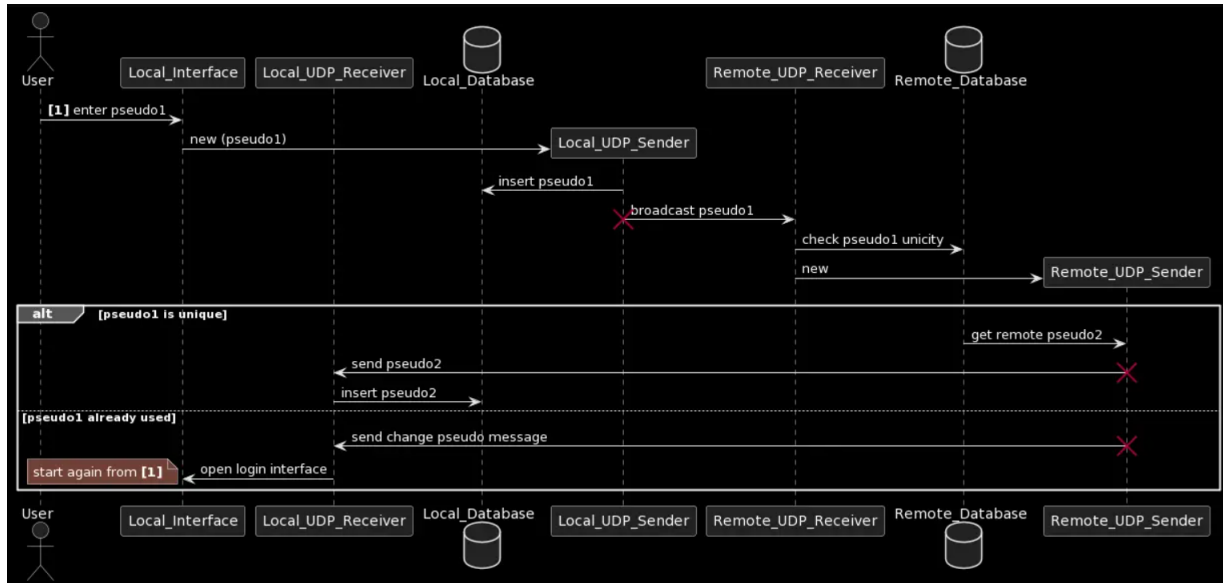 User
Local_Interface
Local_UDP_Receiver
Local_Database
Remote_UDP_Receiver
Remote_Database
[1] enter pseudo1
new (pseudo1)
Local_UDP_Sender
insert pseudo1
broadcast pseudo1
check pseudo1 unicity
new
Remote_UDP_Sender
alt
[pseudo1 is unique]
get remote pseudo2
send pseudo2
insert pseudo2
[pseudo1 already used]
send change pseudo message
start again from [1]
open login interface
User
Local_Interface
Local_UDP_Receiver
Local_Database
Local_UDP_Sender
Remote_UDP_Receiver
Remote_Database
Remote_UDP_Sender